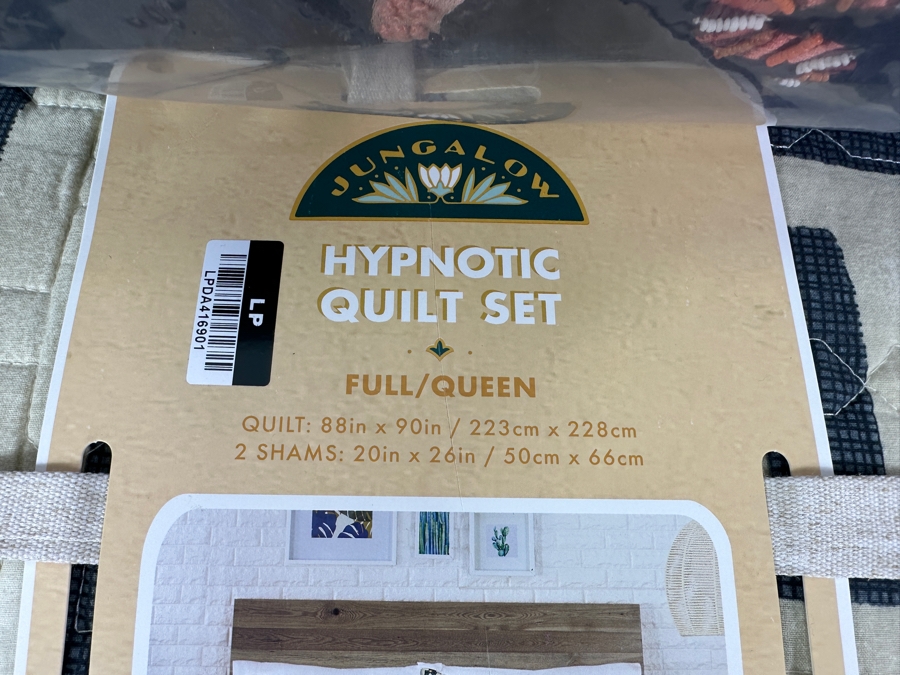 JUNGALOW
HYPNOTIC
QUILT SET
FULL/QUEEN
QUILT: 88in x 90in / 223cm x 228cm
2 SHAMS: 20in x 26in / 50cm x 66cm
LP
LPDA416901